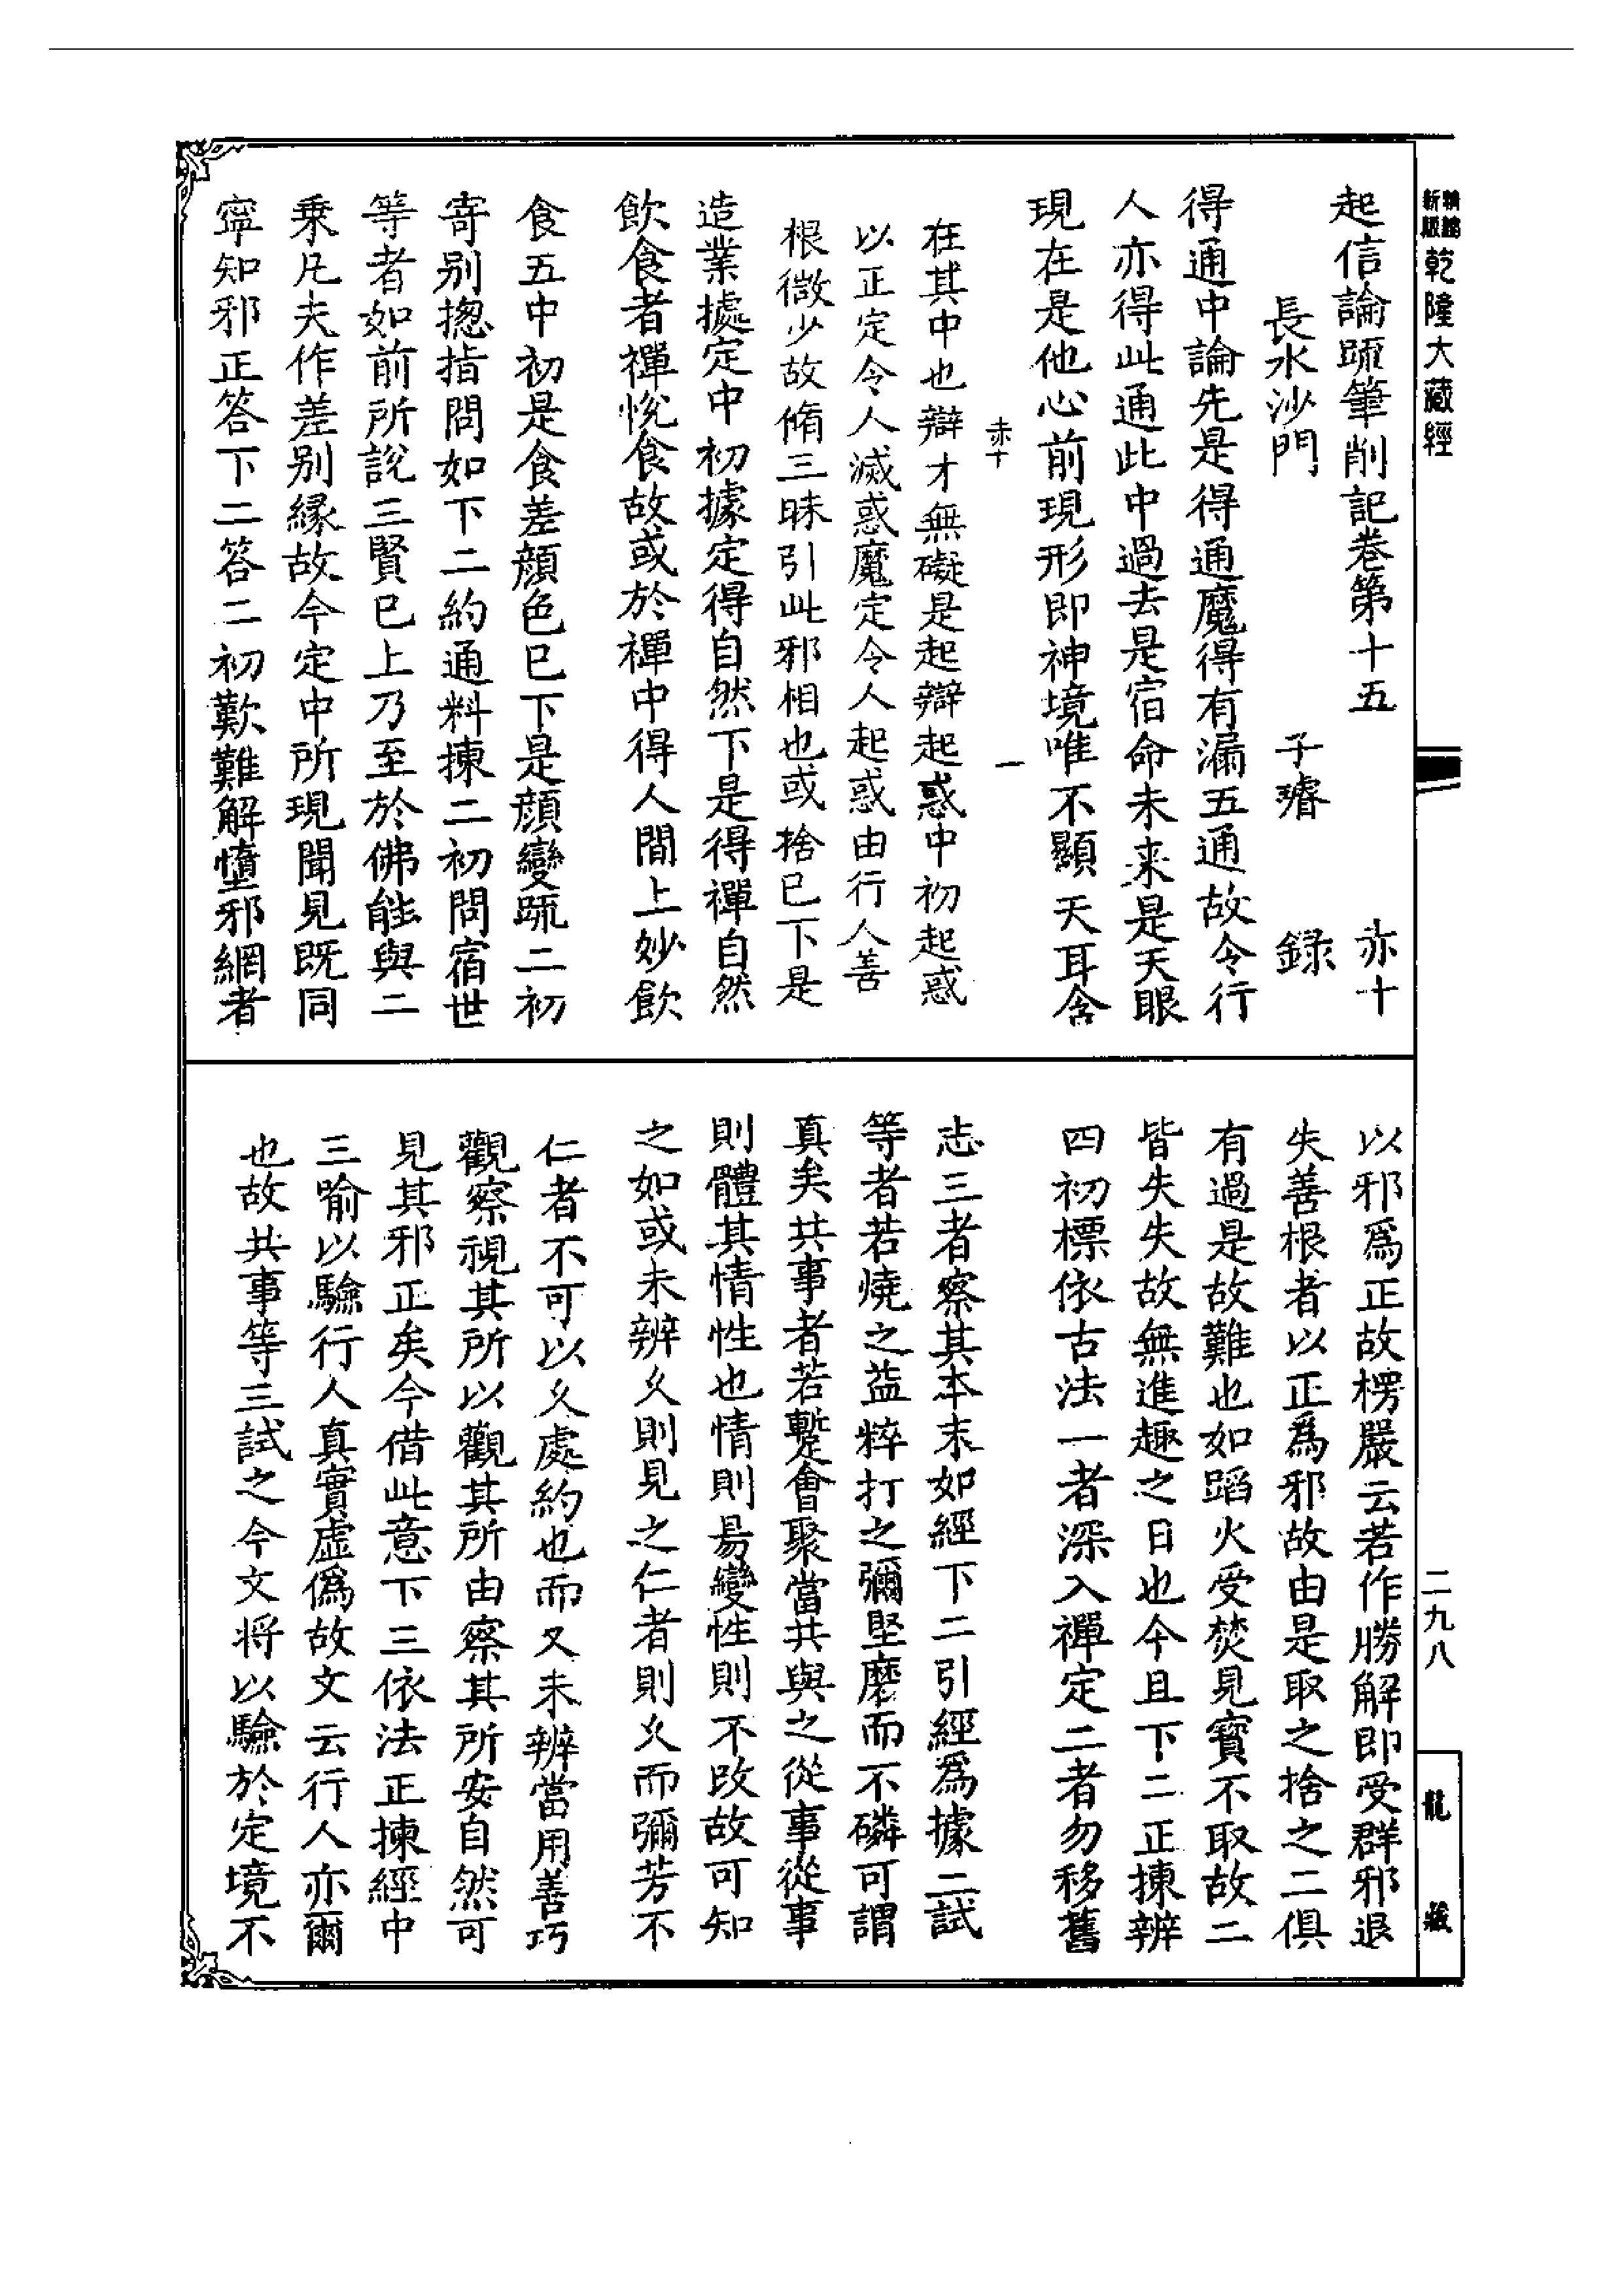 新編縮版乾隆大藏經
起信論疏筆削記卷第十五 赤十
長水沙門 子璿 録
得通中論先是得通魔得有漏五通故令行
人亦得此通此中過去是宿命未来是天眼
現在是他心前現形即神境唯不顯天耳含
赤十 一
在其中也辯才無礙是起辯起惑中初起惑
以正定令人滅惑魔定令人起惑由行人善
根微少故脩三昧引此邪相也或捨已下是
造業據定中初據定得自然下是得禪自然
飲食者禪悅食故或於禪中得人間上妙飲
食五中初是食差顔色已下是顔變疏二初
寄别揔指問如下二約通料揀二初問宿世
等者如前所說三賢已上乃至於佛能與二
乗凡夫作差别縁故今定中所現聞見既同
寧知邪正答下二答二初歎難解墮邪網者
以邪爲正故楞嚴云若作勝解即受群邪退
失善根者以正爲邪故由是取之捨之二俱
有過是故難也如蹈火受焚見寳不取故二
皆失失故無進趣之日也今且下二正揀辨
四初標依古法一者深入禪定二者勿移舊
志三者察其本末如經下二引經爲據二試
等者若燒之益粹打之彌堅磨而不磷可謂
真矣共事者若蹔會聚當共與之從事從事
則體其情性也情則易變性則不改故可知
之如或未辨乆則見之仁者則乆而彌芳不
仁者不可以乆處約也而又未辨當用善巧
觀察視其所以觀其所由察其所安自然可
見其邪正矣今借此意下三依法正揀經中
三喻以驗行人真實虛僞故文云行人亦爾
也故共事等三試之今文将以驗於定境不
二九八
龍藏